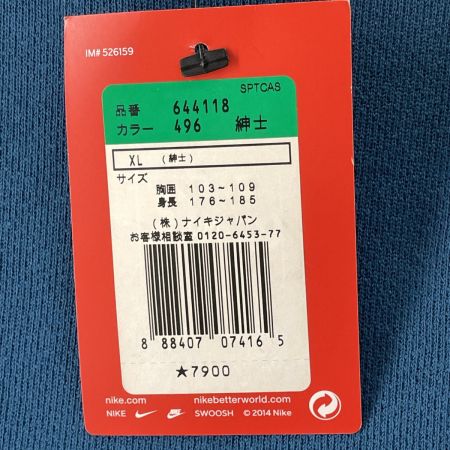 IM# 526159
SPTCAS
品番 644118
カラー 496 紳士
XL (紳士)
サイズ
胸囲 103~109
身長 176~185
(株)ナイキジャパン
お客様相談室 0120-6453-77
8 88407 07416 5
★7900
nike.com nikebetterworld.com
NIKE SWOOSH © 2014 Nike